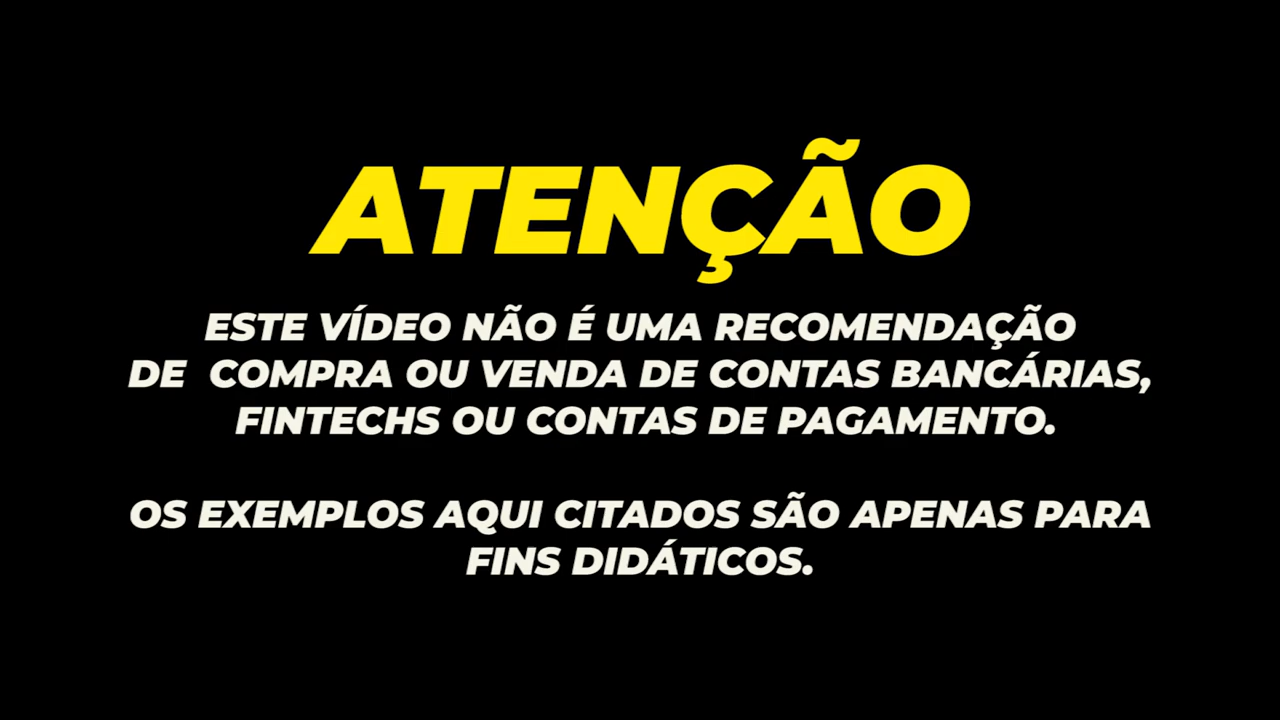 ATENÇÃO
ESTE VÍDEO NÃO É UMA RECOMENDAÇÃO
DE COMPRA OU VENDA DE CONTAS BANCÁRIAS,
FINTECHS OU CONTAS DE PAGAMENTO.
OS EXEMPLOS AQUI CITADOS SÃO APENAS PARA
FINS DIDÁTICOS.